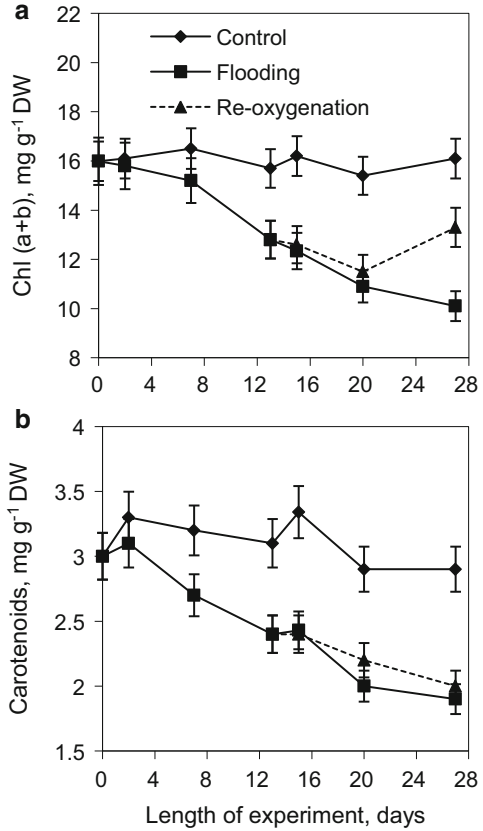 a
Chl (a+b), mg g⁻¹ DW
22
20
18
16
14
12
10
8
Control
Flooding
Re-oxygenation
0 4 8 12 16 20 24 28
b
Carotenoids, mg g⁻¹ DW
4
3.5
3
2.5
2
1.5
0 4 8 12 16 20 24 28
Length of experiment, days